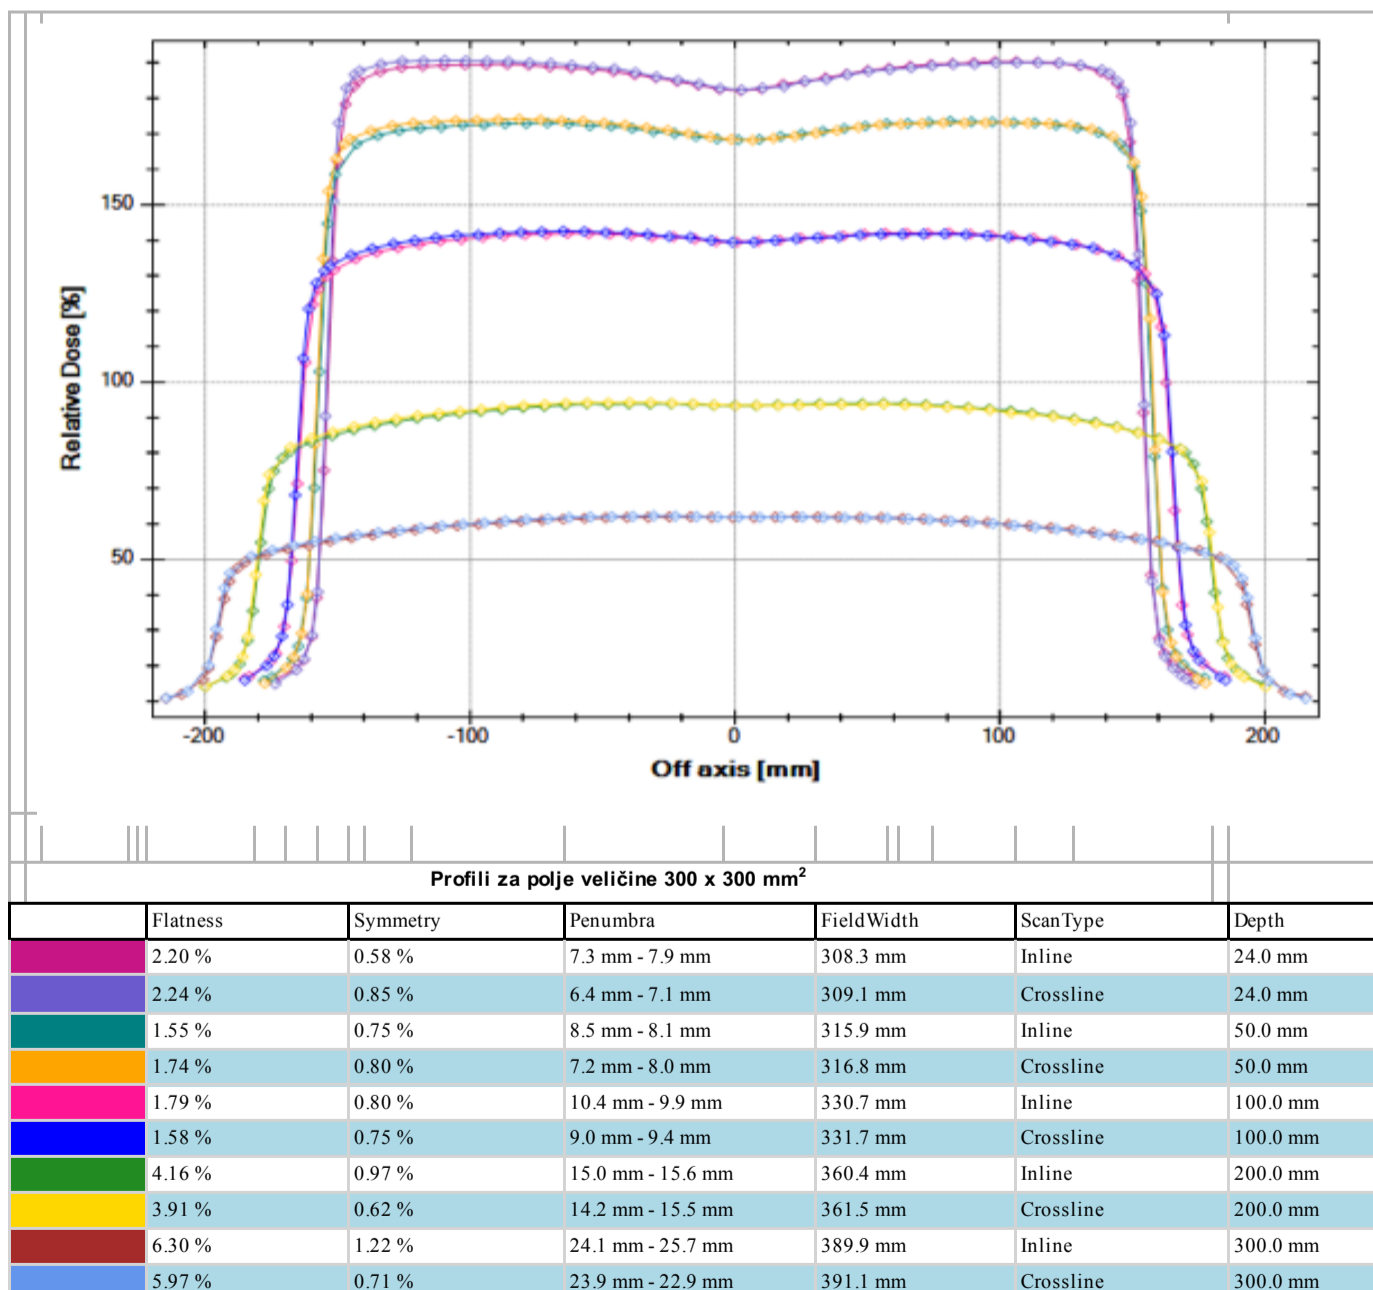 150
100
50
Relative Dose [%]
-200 -100 0 100 200
Off axis [mm]
Profili za polje veličine 300 x 300 mm²
Flatness Symmetry Penumbra FieldWidth ScanType Depth
2.20 % 0.58 % 7.3 mm - 7.9 mm 308.3 mm Inline 24.0 mm
2.24 % 0.85 % 6.4 mm - 7.1 mm 309.1 mm Crossline 24.0 mm
1.55 % 0.75 % 8.5 mm - 8.1 mm 315.9 mm Inline 50.0 mm
1.74 % 0.80 % 7.2 mm - 8.0 mm 316.8 mm Crossline 50.0 mm
1.79 % 0.80 % 10.4 mm - 9.9 mm 330.7 mm Inline 100.0 mm
1.58 % 0.75 % 9.0 mm - 9.4 mm 331.7 mm Crossline 100.0 mm
4.16 % 0.97 % 15.0 mm - 15.6 mm 360.4 mm Inline 200.0 mm
3.91 % 0.62 % 14.2 mm - 15.5 mm 361.5 mm Crossline 200.0 mm
6.30 % 1.22 % 24.1 mm - 25.7 mm 389.9 mm Inline 300.0 mm
5.97 % 0.71 % 23.9 mm - 22.9 mm 391.1 mm Crossline 300.0 mm